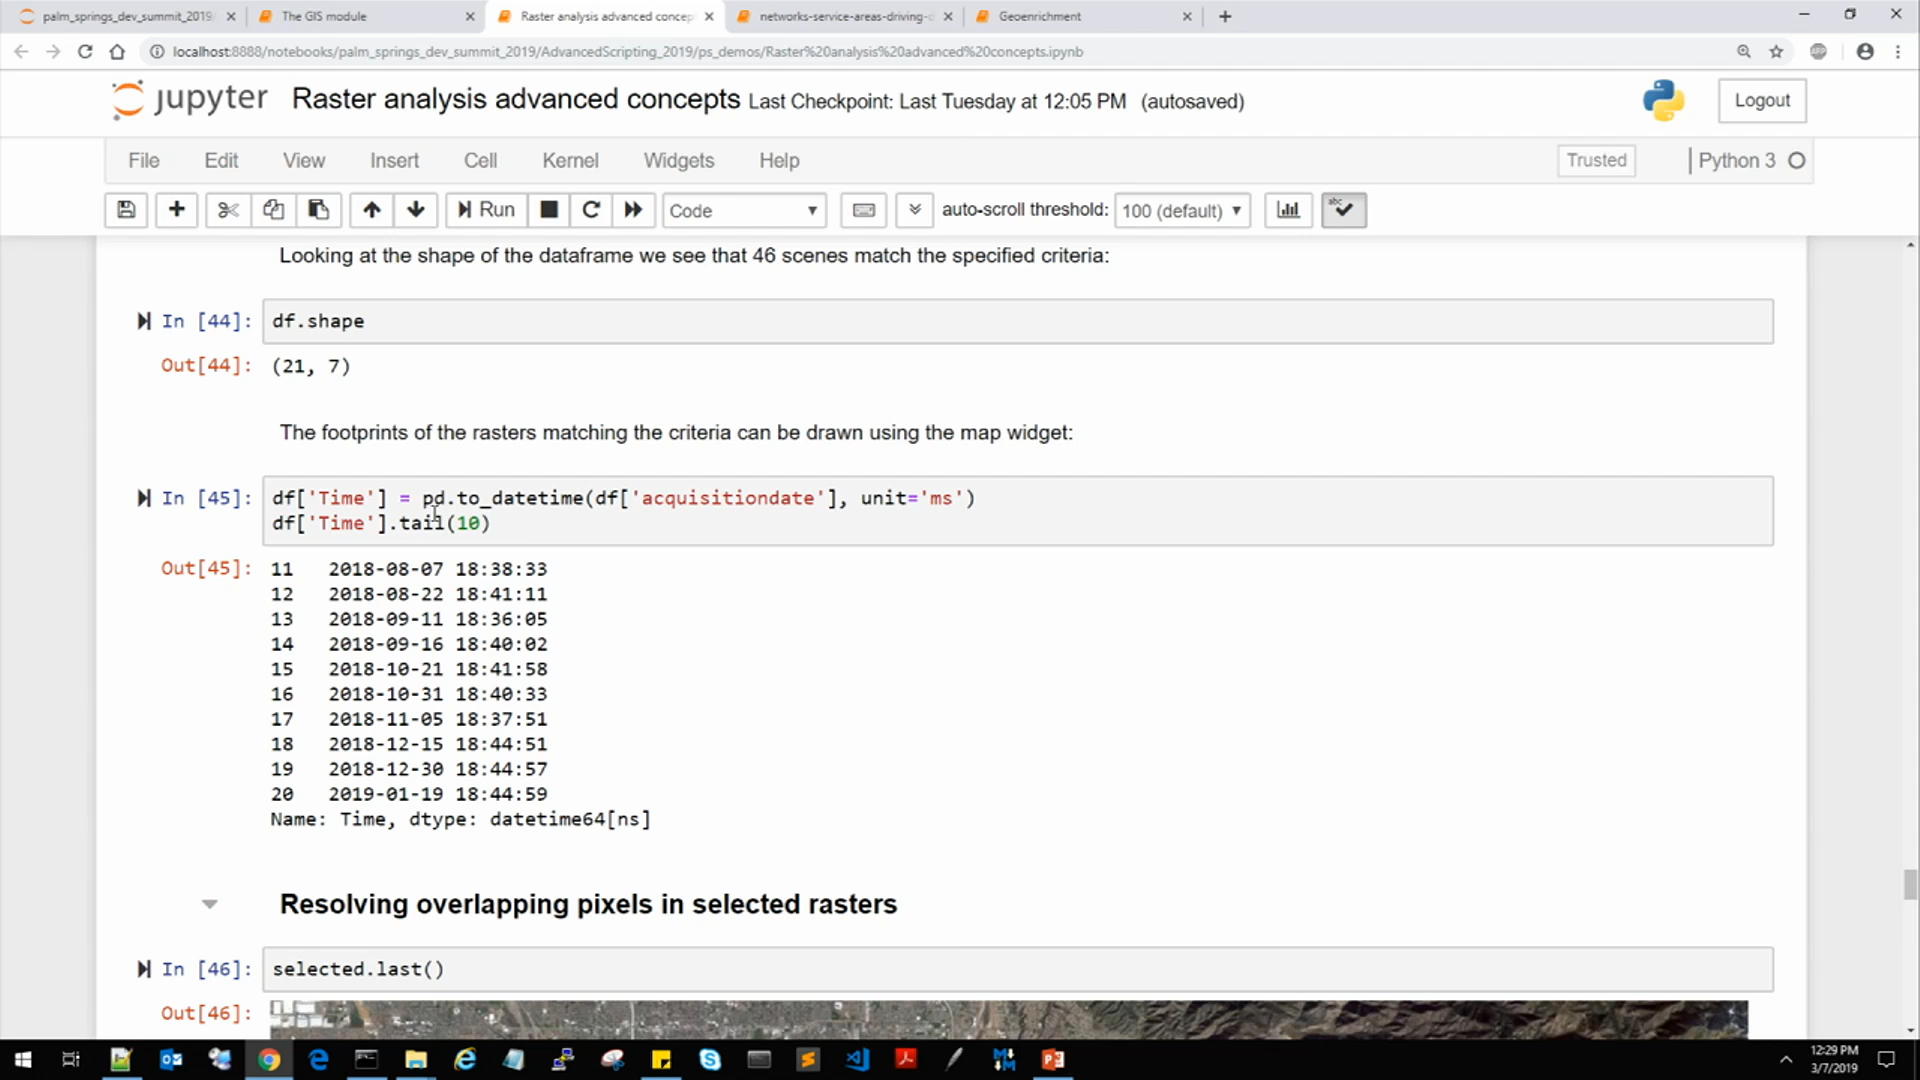 palm_springs_dev_summit_2019/
The GIS module
Raster analysis advanced concep
networks-service-areas-driving-d
Geoenrichment
localhost:8888/notebooks/palm_springs_dev_summit_2019/AdvancedScripting_2019/ps_demos/Raster%20analysis%20advanced%20concepts.ipynb
jupyter Raster analysis advanced concepts Last Checkpoint: Last Tuesday at 12:05 PM (autosaved)
Logout
File Edit View Insert Cell Kernel Widgets Help
Trusted
Python 3
Run
Code
auto-scroll threshold: 100 (default)
abc
Looking at the shape of the dataframe we see that 46 scenes match the specified criteria:
In [44]: df.shape
Out[44]: (21, 7)
The footprints of the rasters matching the criteria can be drawn using the map widget:
In [45]: df['Time'] = pd.to_datetime(df['acquisitiondate'], unit='ms')
df['Time'].tail(10)
Out[45]: 11 2018-08-07 18:38:33
12 2018-08-22 18:41:11
13 2018-09-11 18:36:05
14 2018-09-16 18:40:02
15 2018-10-21 18:41:58
16 2018-10-31 18:40:33
17 2018-11-05 18:37:51
18 2018-12-15 18:44:51
19 2018-12-30 18:44:57
20 2019-01-19 18:44:59
Name: Time, dtype: datetime64[ns]
Resolving overlapping pixels in selected rasters
In [46]: selected.last()
Out[46]:
12:29 PM
3/7/2019